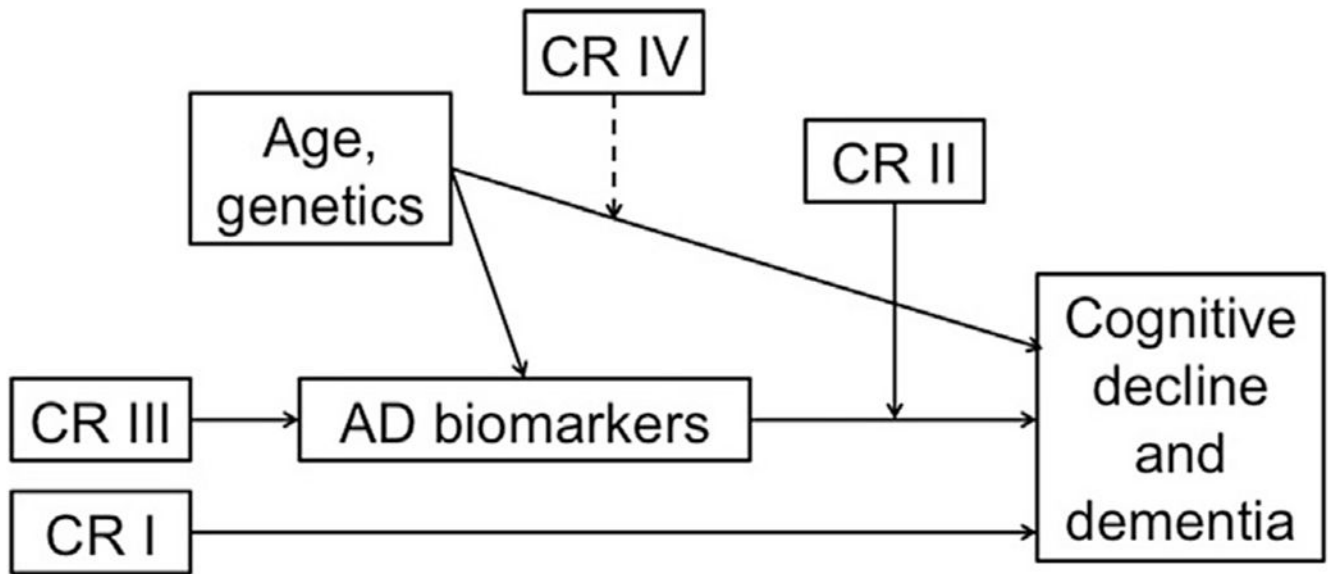 CR IV
Age,
genetics
CR II
Cognitive
decline
and
dementia
CR III
AD biomarkers
CR I